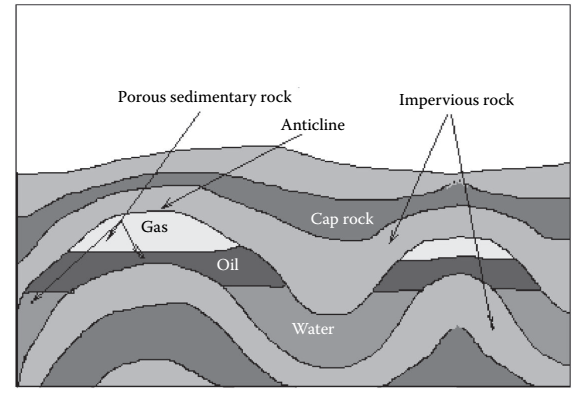 Porous sedimentary rock
Impervious rock
Anticline
Cap rock
Gas
Oil
Water